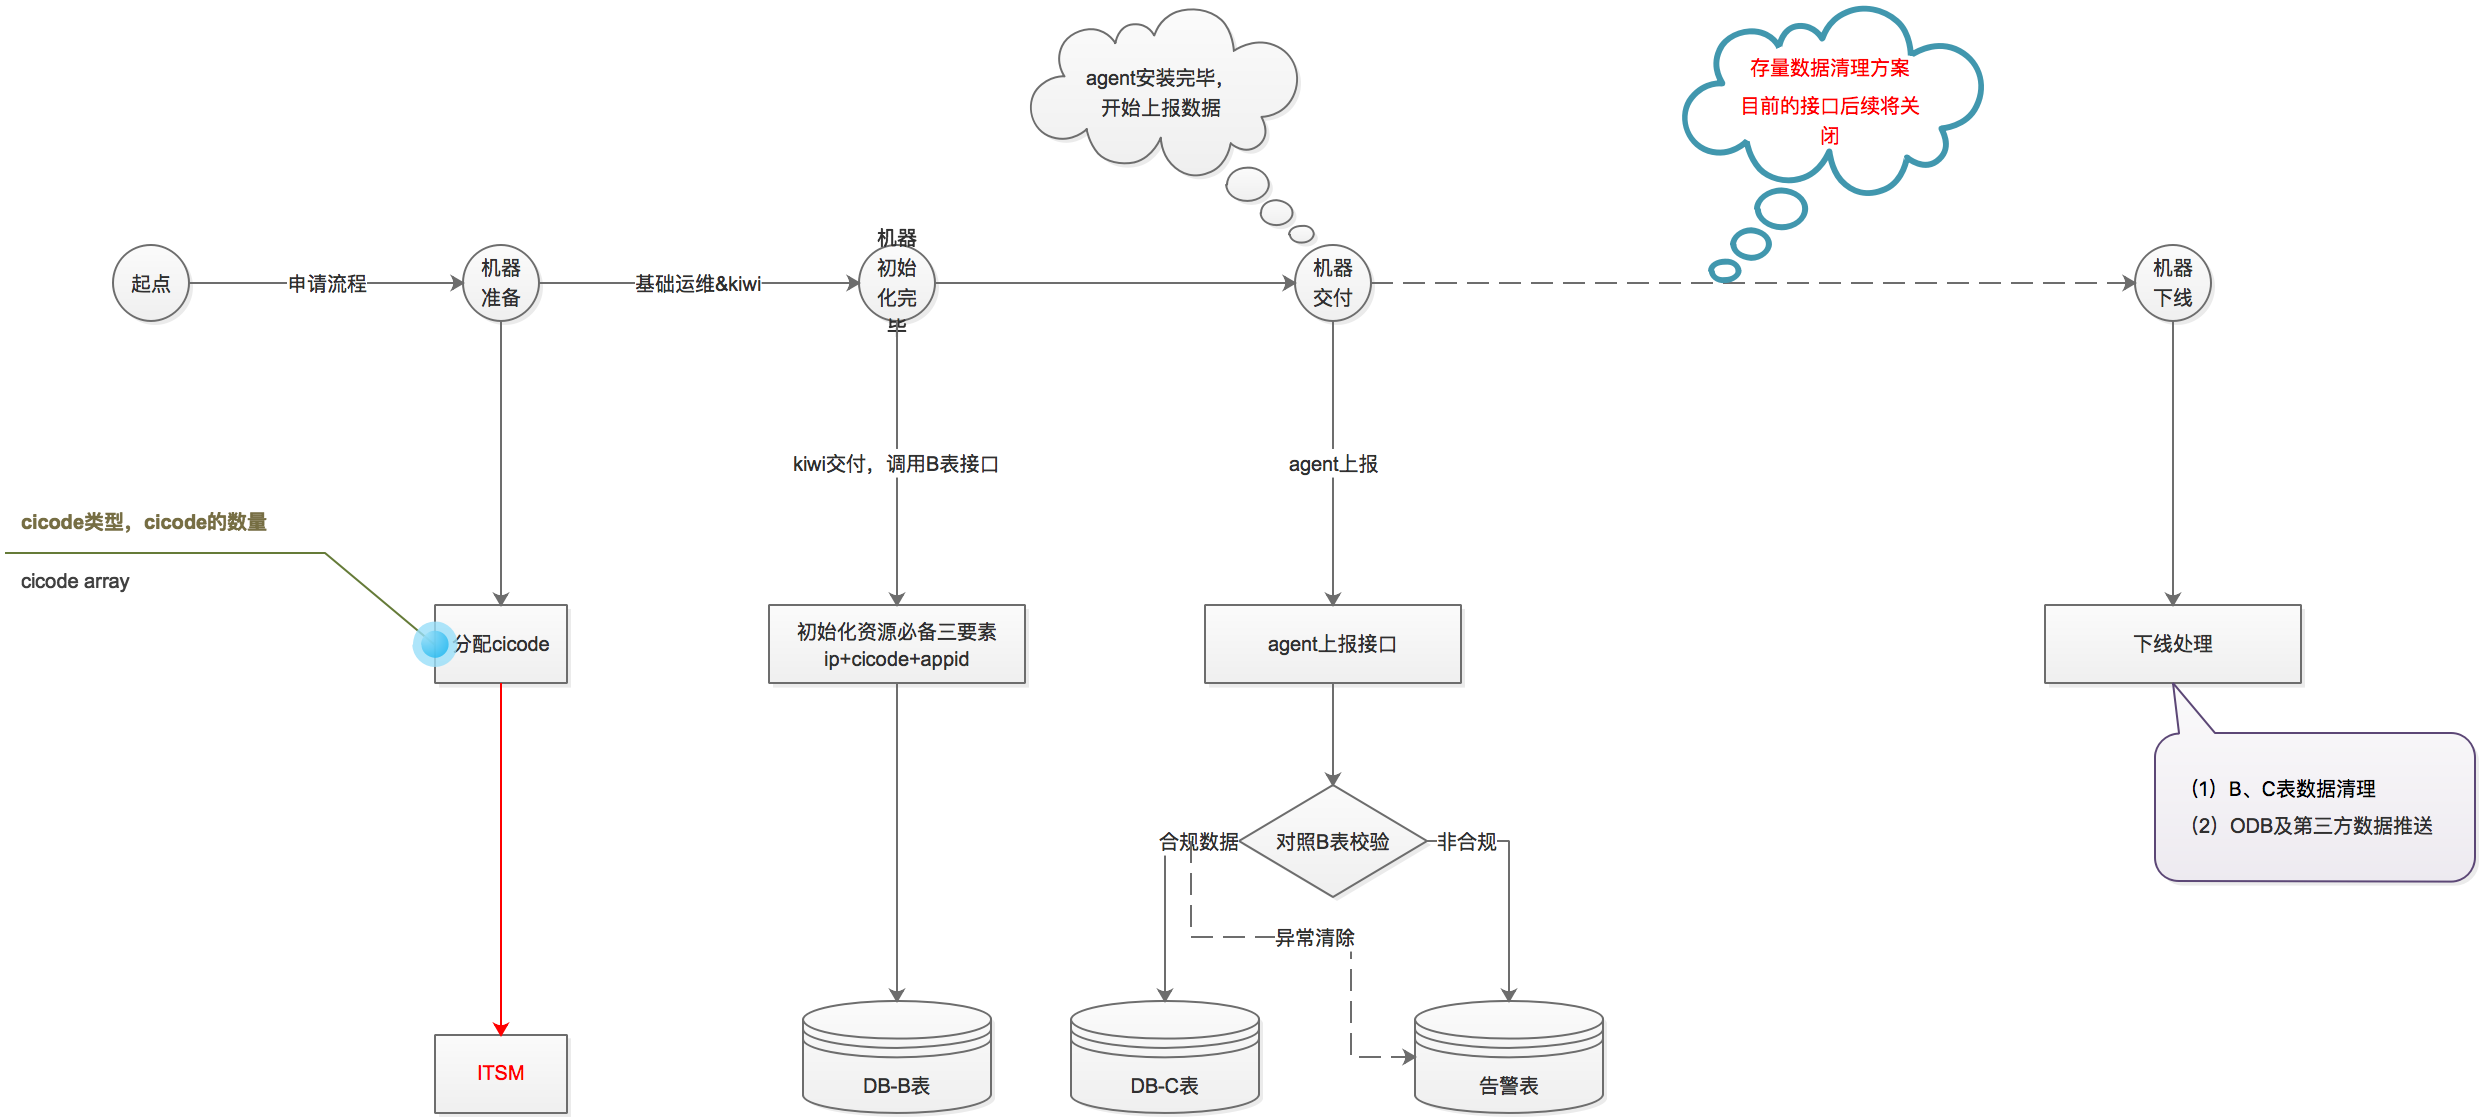 agent安装完毕，
开始上报数据
存量数据清理方案
目前的接口后续将关
闭
起点
申请流程
机器
准备
基础运维&kiwi
机器
初始
化完
毕
机器
交付
机器
下线
kiwi交付，调用B表接口
agent上报
cicode类型，cicode的数量
cicode array
分配cicode
初始化资源必备三要素
ip+cicode+appid
agent上报接口
下线处理
（1）B、C表数据清理
（2）ODB及第三方数据推送
合规数据
对照B表校验
非合规
异常清除
ITSM
DB-B表
DB-C表
告警表